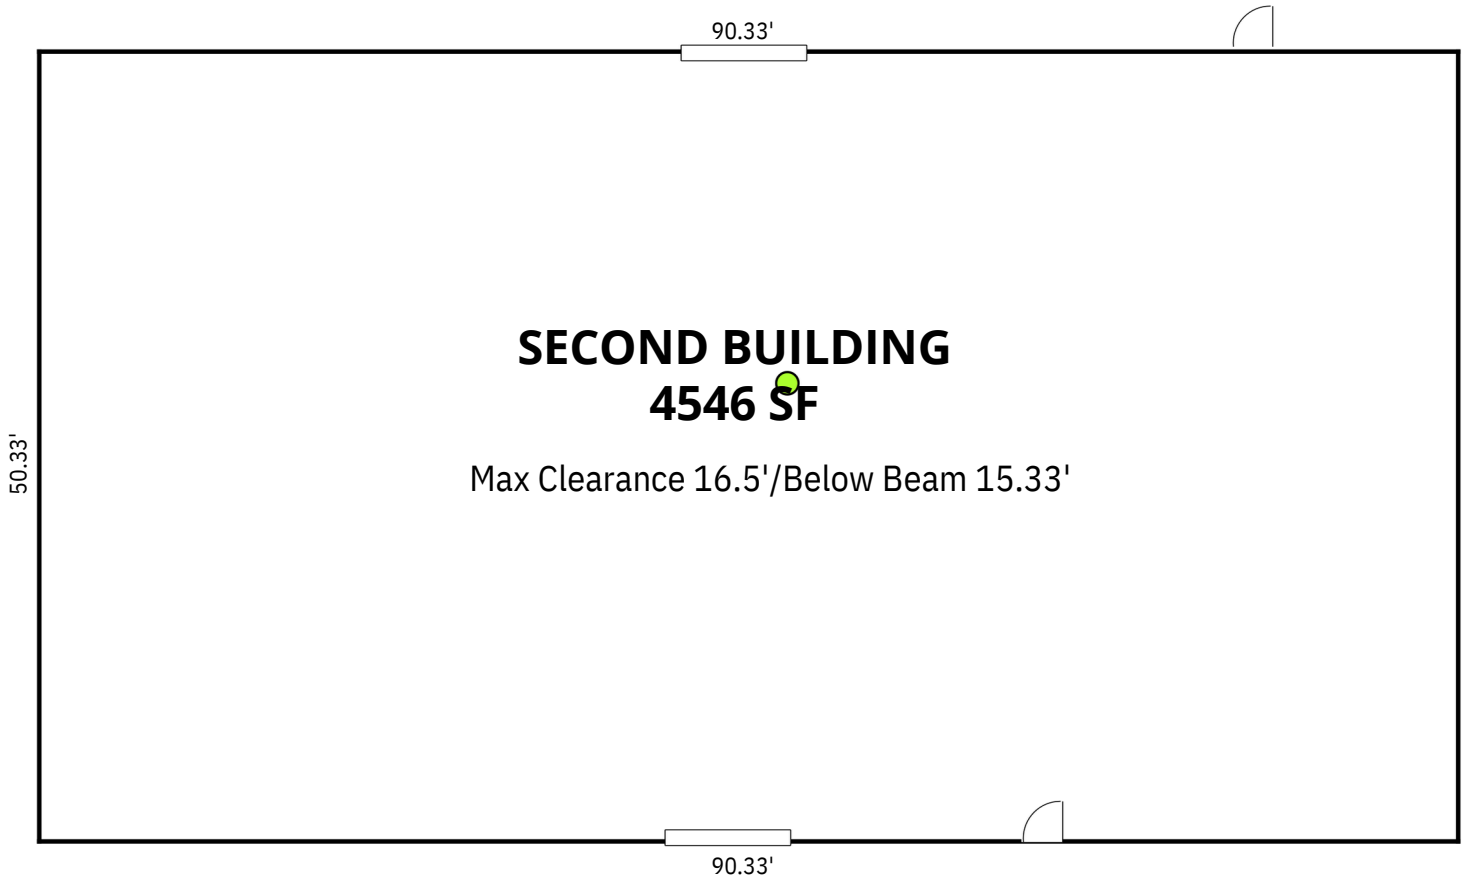 90.33'
SECOND BUILDING
4546 SF
50.33'
Max Clearance 16.5'/Below Beam 15.33'
90.33'